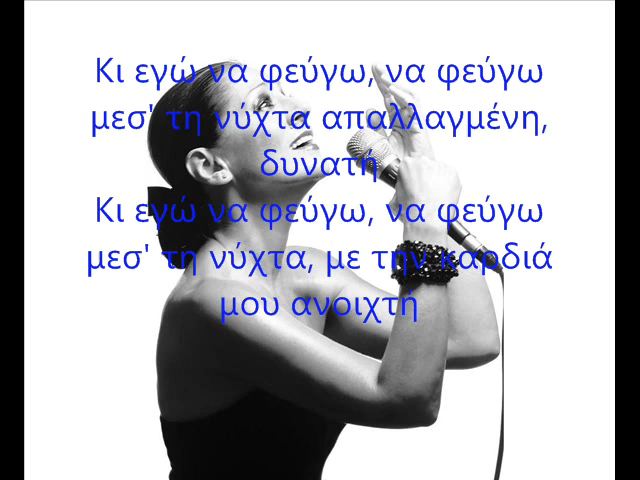 Κι εγώ να φεύγω, να φεύγω
μεσ' τη νύχτα απαλλαγμένη,
δυνατή
Κι εγώ να φεύγω, να φεύγω
μεσ' τη νύχτα, με την καρδιά
μου ανοιχτή